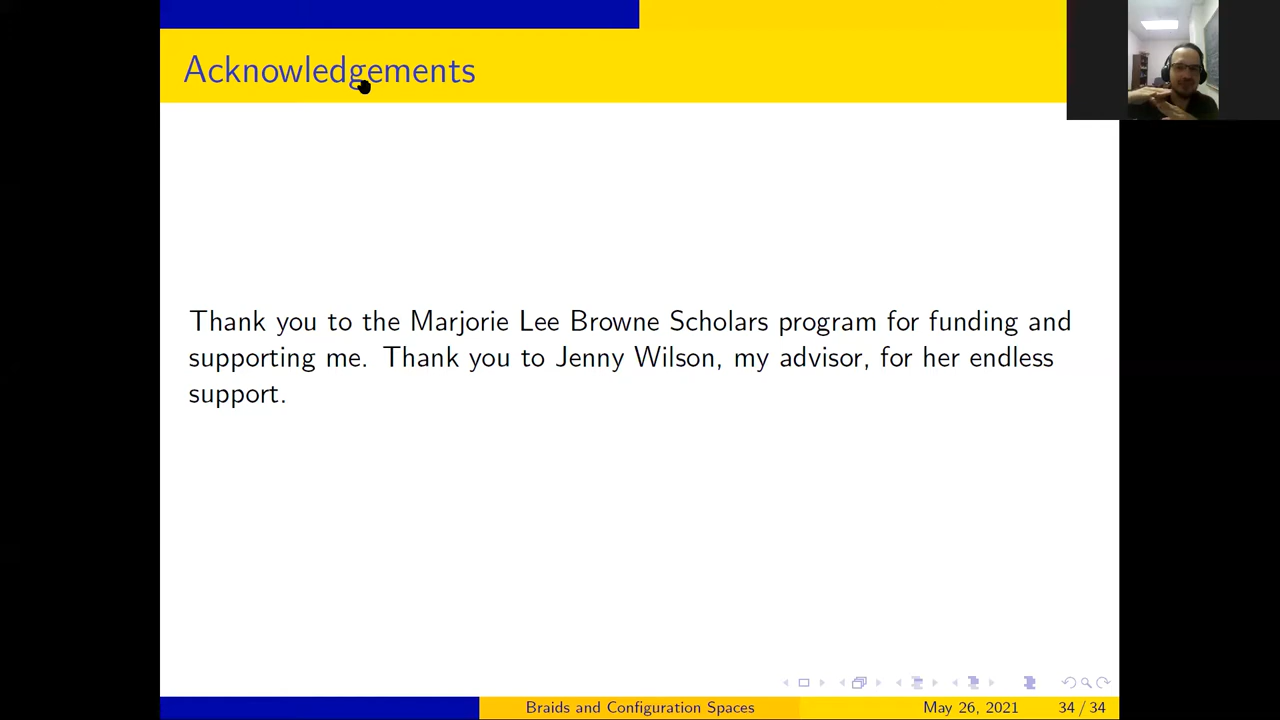 Acknowledgements
Thank you to the Marjorie Lee Browne Scholars program for funding and
supporting me. Thank you to Jenny Wilson, my advisor, for her endless
support.
Braids and Configuration Spaces
May 26, 2021
34 / 34